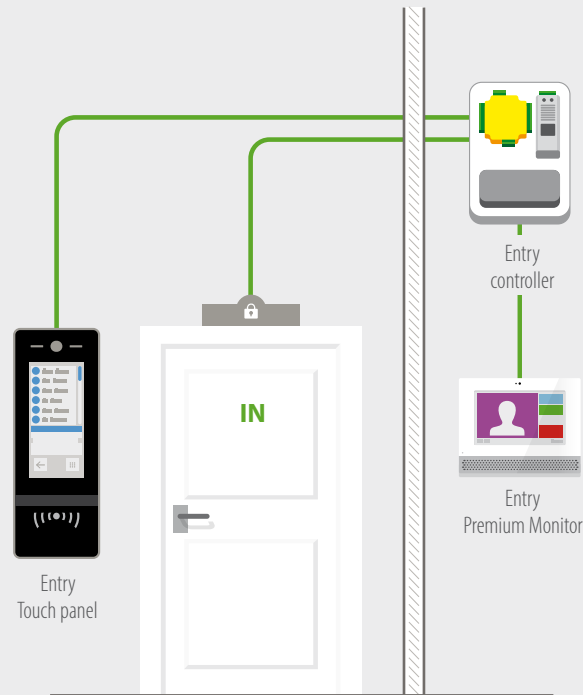 Entry
controller
IN
Entry
Premium Monitor
Entry
Touch panel